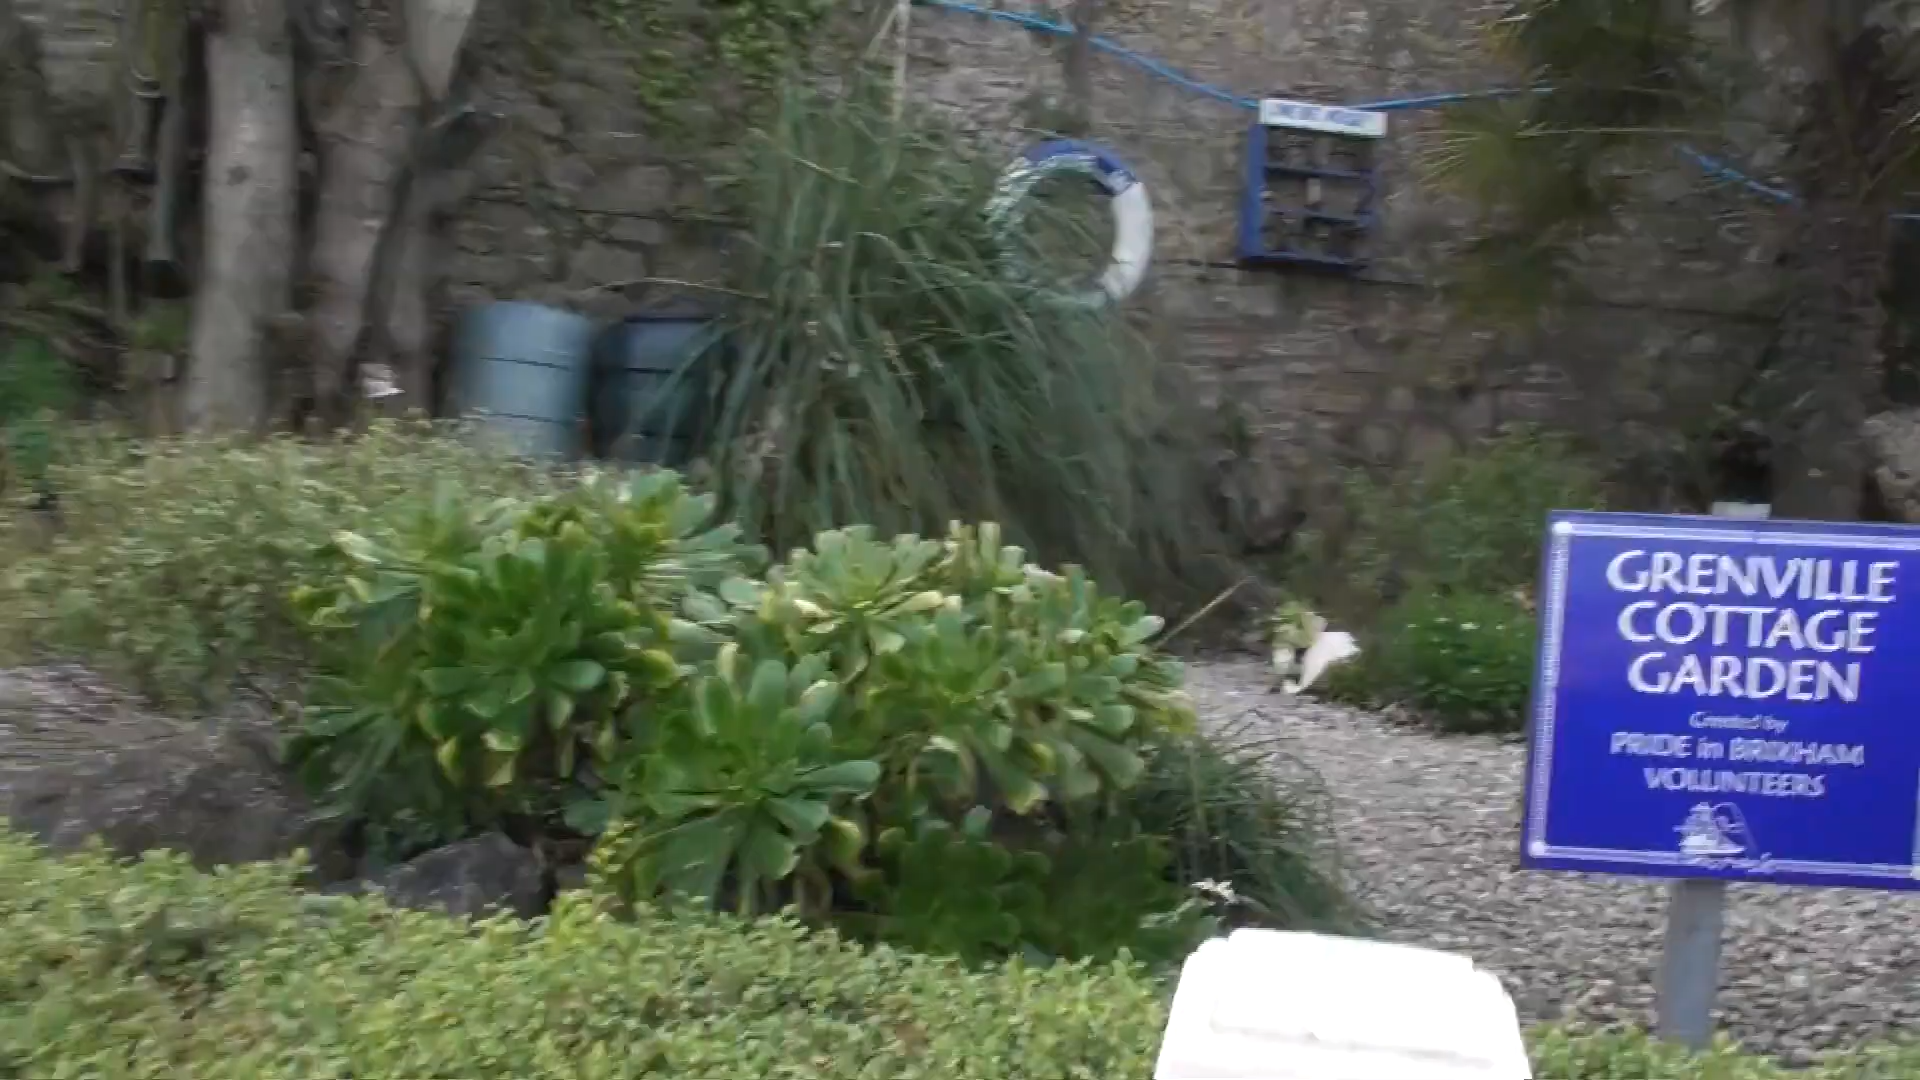 GRENVILLE
COTTAGE
GARDEN
Created by
PRIDE in BRIXHAM
VOLUNTEERS